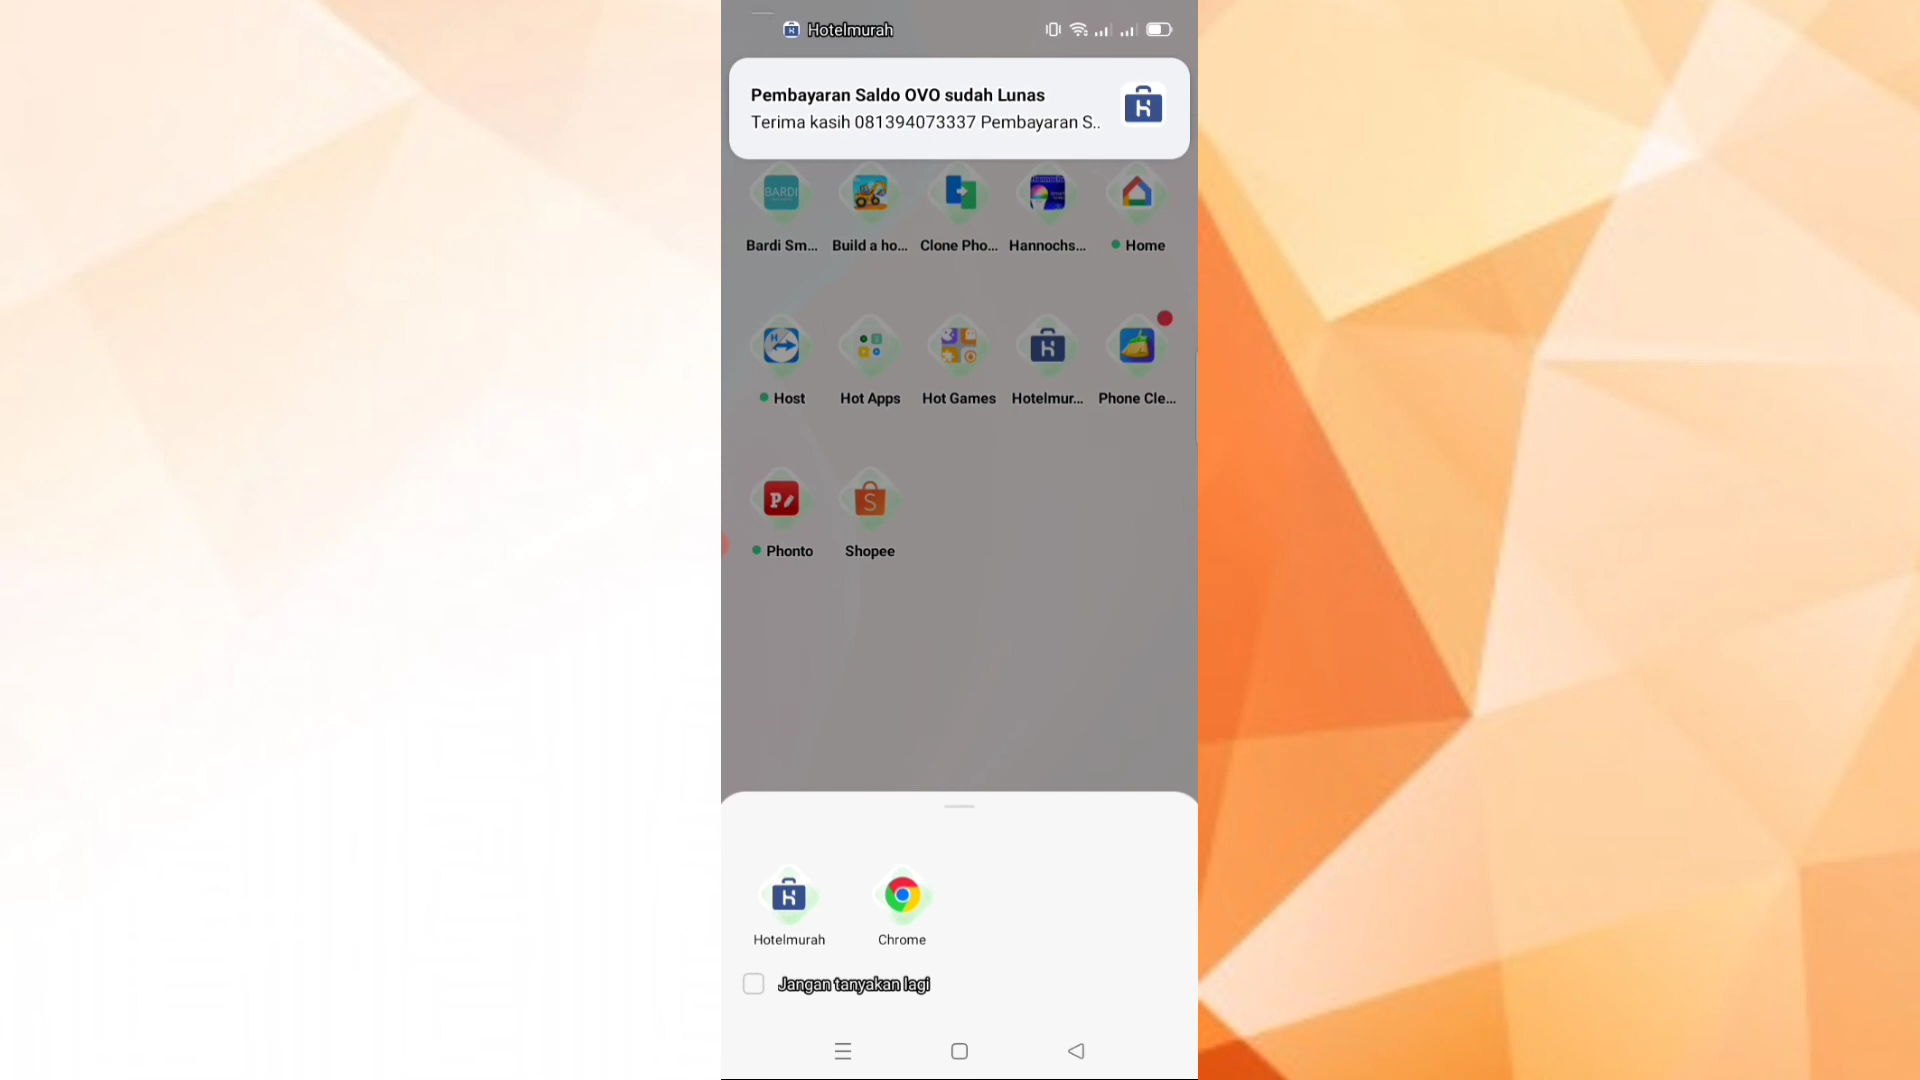 Hotelmurah
Pembayaran Saldo OVO sudah Lunas
Terima kasih 081394073337 Pembayaran S..
BARDI
Bardi Sm... Build a ho... Clone Pho... Hannochs... Home
Host Hot Apps Hot Games Hotelmur... Phone Cle...
Phonto Shopee
Hotelmurah Chrome
Jangan tanyakan lagi